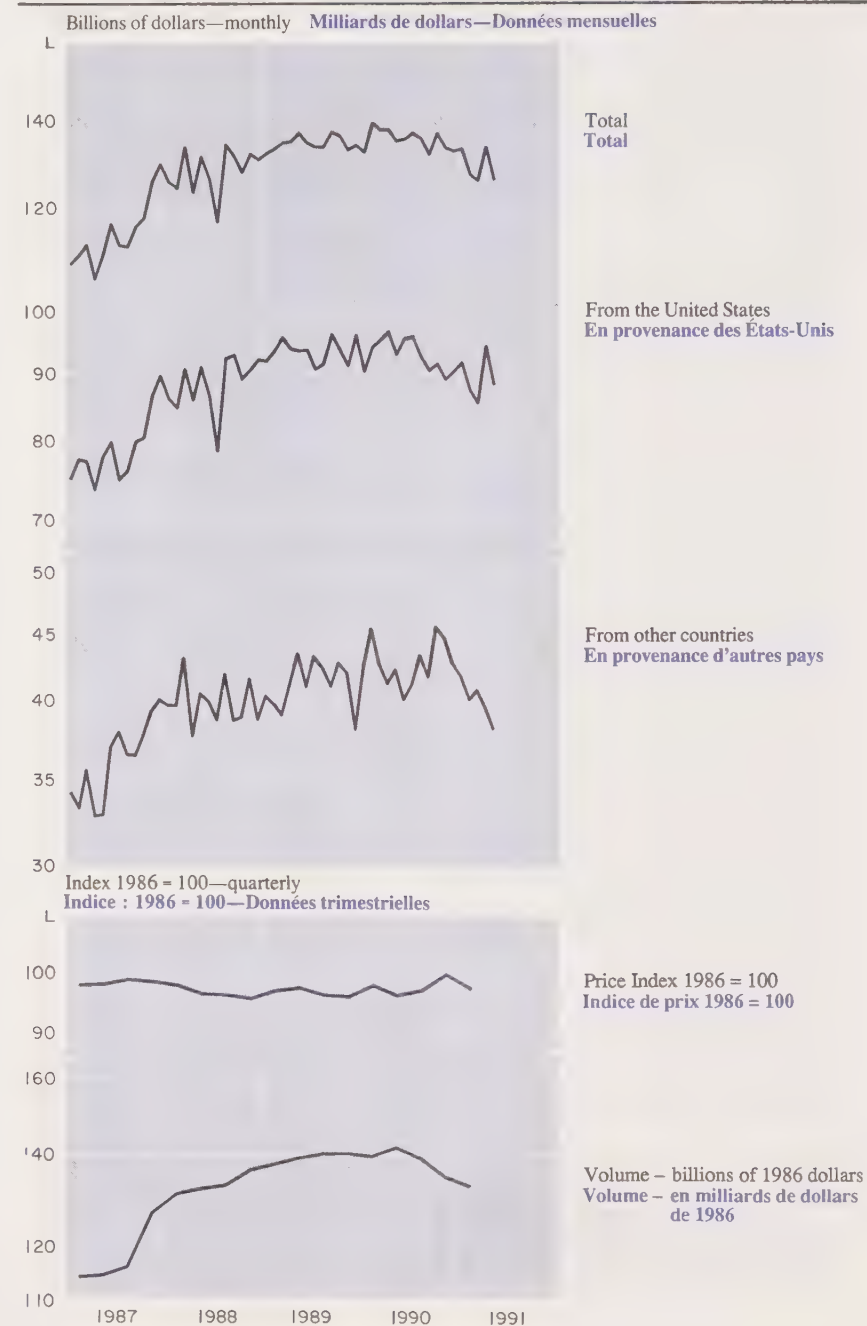 Billions of dollars—monthly Milliards de dollars—Données mensuelles
L
140
Total
Total
120
100
From the United States
En provenance des États-Unis
90
80
70
50
45
From other countries
En provenance d'autres pays
40
35
30
Index 1986 = 100—quarterly
Indice : 1986 = 100—Données trimestrielles
L
100
Price Index 1986 = 100
Indice de prix 1986 = 100
90
160
140
Volume – billions of 1986 dollars
Volume – en milliards de dollars
de 1986
120
110
1987 1988 1989 1990 1991